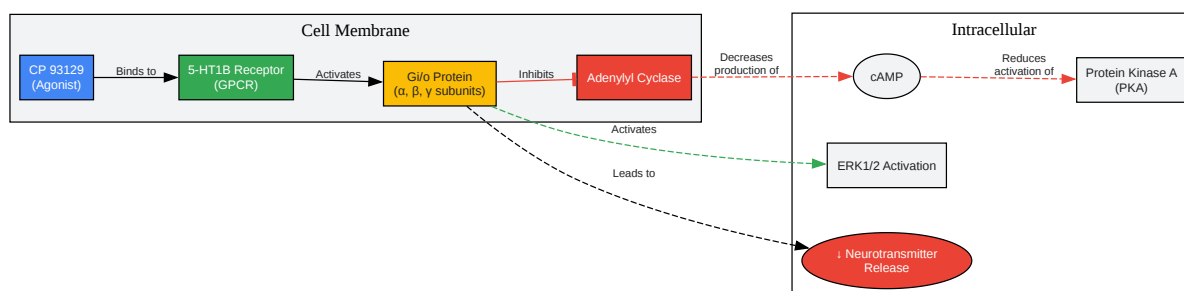 Cell Membrane
Intracellular
CP 93129
(Agonist)
Binds to
5-HT1B Receptor
(GPCR)
Activates
Gi/o Protein
(α, β, γ subunits)
Inhibits
Adenylyl Cyclase
Decreases
production of
cAMP
Reduces
activation of
Protein Kinase A
(PKA)
Activates
ERK1/2 Activation
Leads to
↓ Neurotransmitter
Release